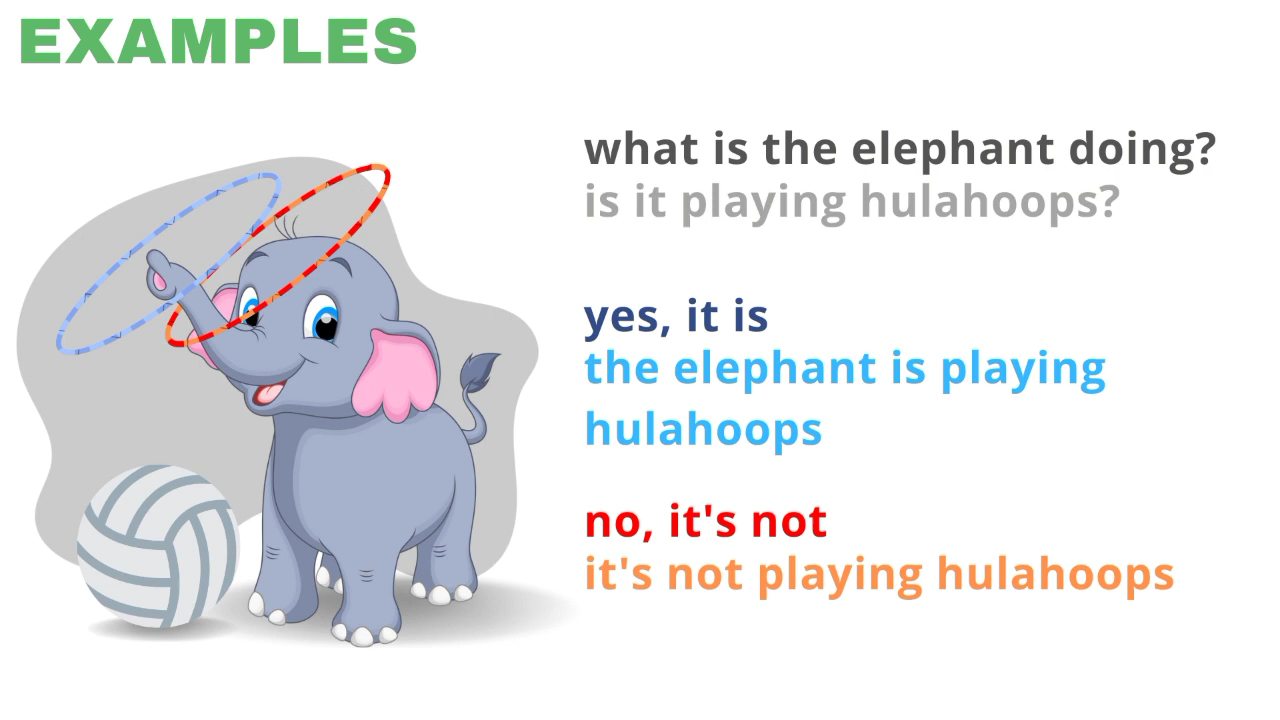 EXAMPLES
what is the elephant doing?
is it playing hulahoops?
yes, it is
the elephant is playing
hulahoops
no, it's not
it's not playing hulahoops